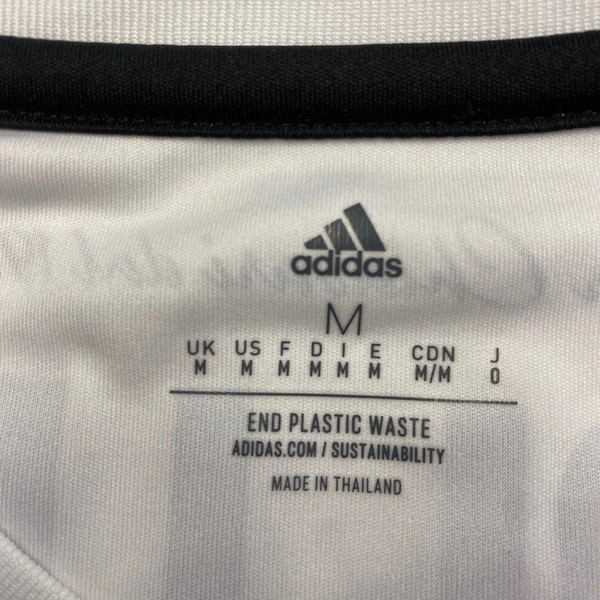 adidas
M
UK US F D I E CDN J
M M M M M M M/M O
END PLASTIC WASTE
ADIDAS.COM / SUSTAINABILITY
MADE IN THAILAND